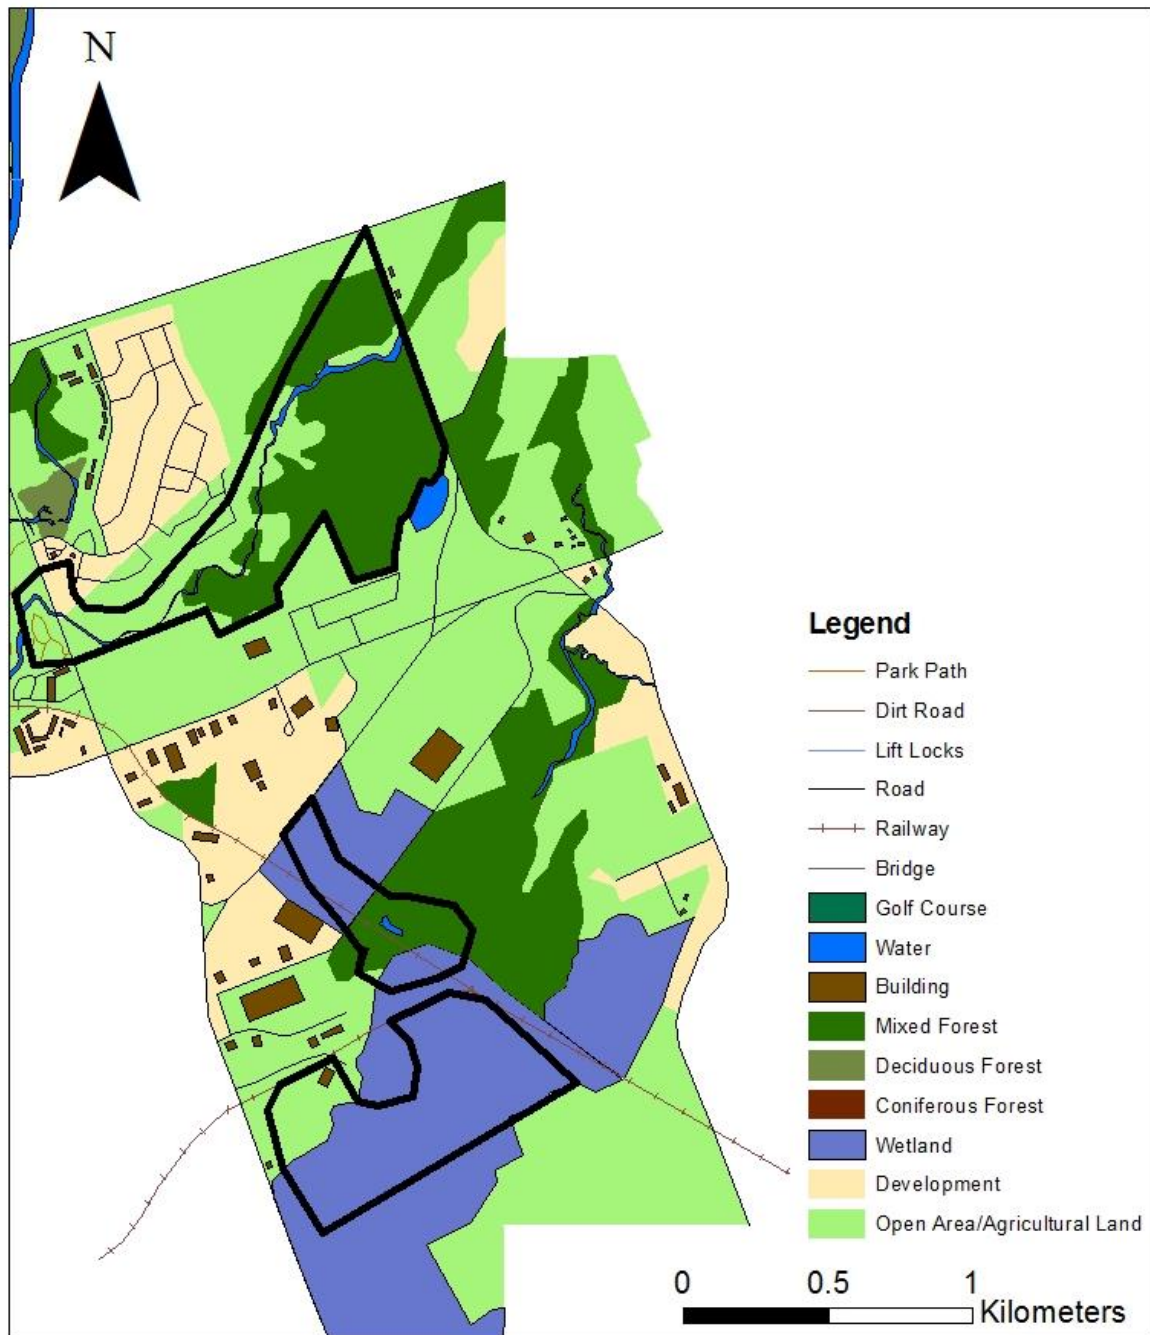 N
Legend
Park Path
Dirt Road
Lift Locks
Road
Railway
Bridge
Golf Course
Water
Building
Mixed Forest
Deciduous Forest
Coniferous Forest
Wetland
Development
Open Area/Agricultural Land
0 0.5 1
Kilometers